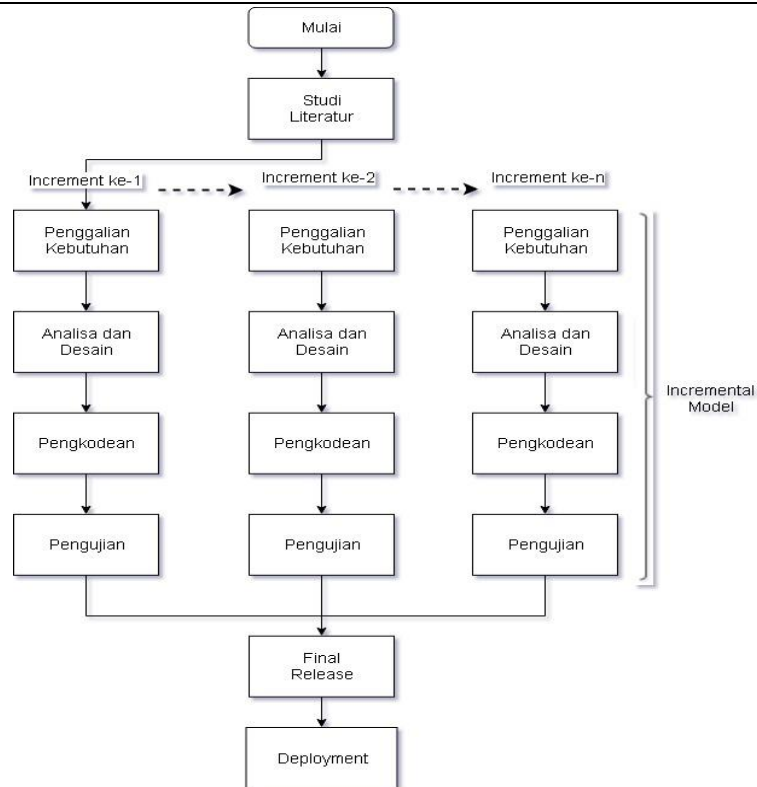 Mulai
Studi
Literatur
Increment ke-1
Increment ke-2
Increment ke-n
Penggalian
Kebutuhan
Penggalian
Kebutuhan
Penggalian
Kebutuhan
Analisa dan
Desain
Analisa dan
Desain
Analisa dan
Desain
Incremental
Model
Pengkodean
Pengkodean
Pengkodean
Pengujian
Pengujian
Pengujian
Final
Release
Deployment